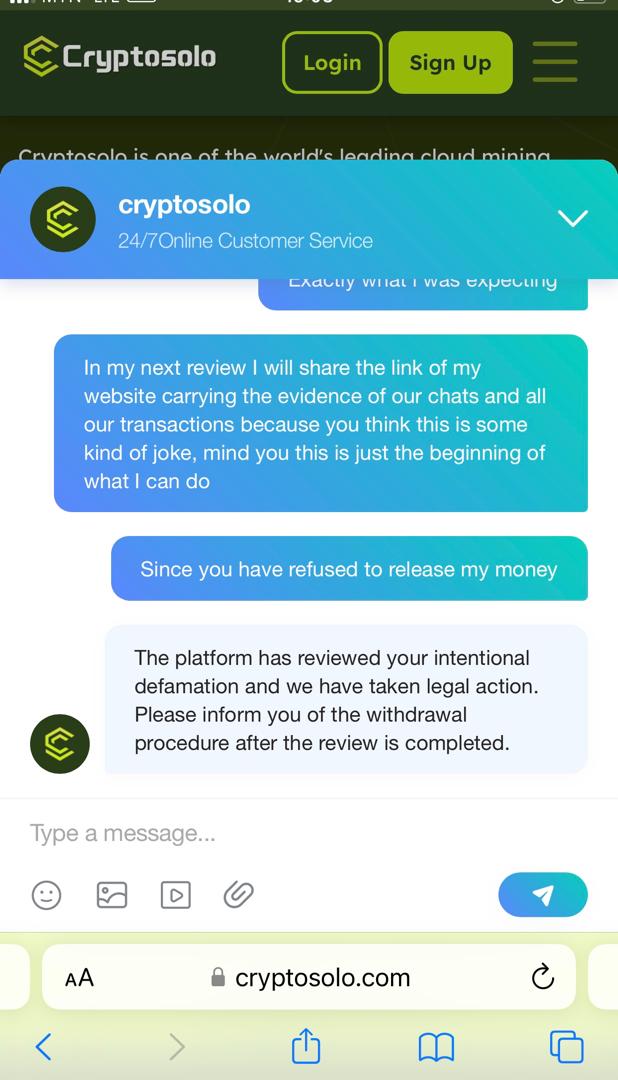 Cryptosolo
Login
Sign Up
Cryptosolo is one of the world's leading cloud mining
cryptosolo
24/7Online Customer Service
Exactly what I was expecting
In my next review I will share the link of my
website carrying the evidence of our chats and all
our transactions because you think this is some
kind of joke, mind you this is just the beginning of
what I can do
Since you have refused to release my money
The platform has reviewed your intentional
defamation and we have taken legal action.
Please inform you of the withdrawal
procedure after the review is completed.
Type a message...
AA
cryptosolo.com